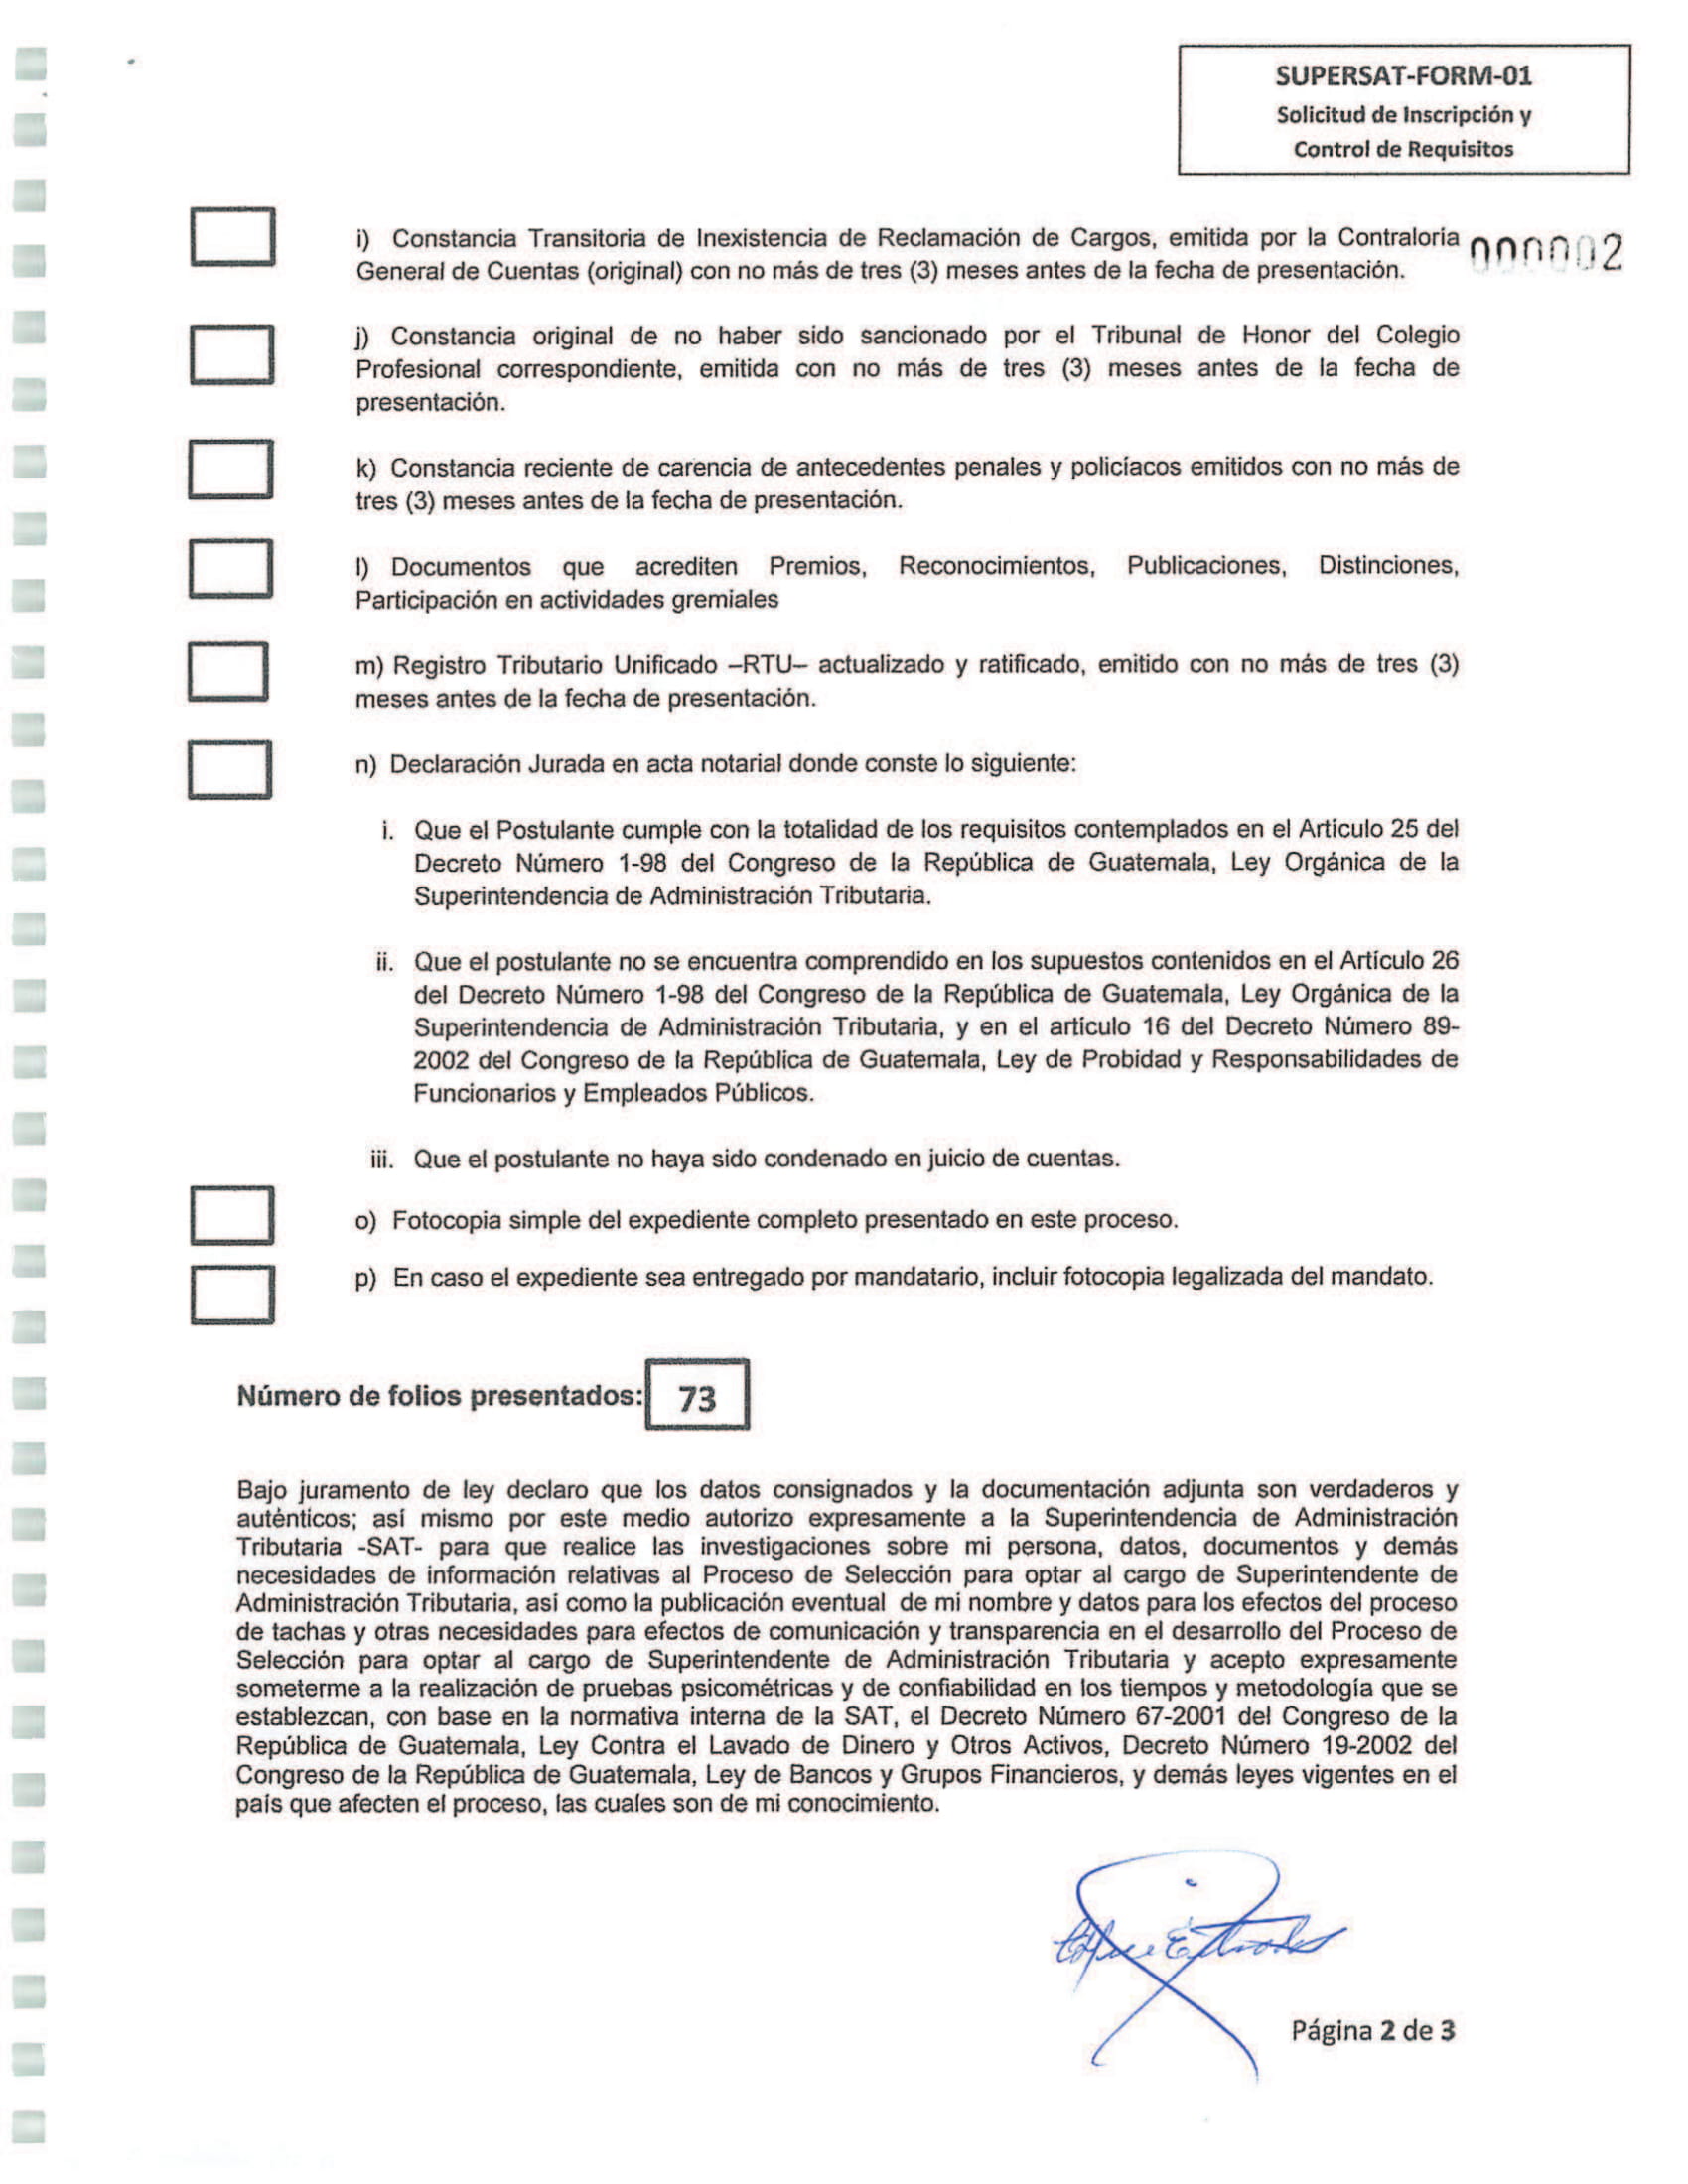 SUPERSAT-FORM-01
Solicitud de Inscripción y
Control de Requisitos
i) Constancia Transitoria de Inexistencia de Reclamación de Cargos, emitida por la Contraloría
000002
General de Cuentas (original) con no más de tres (3) meses antes de la fecha de presentación.
j) Constancia original de no haber sido sancionado por el Tribunal de Honor del Colegio
Profesional correspondiente, emitida con no más de tres (3) meses antes de la fecha de
presentación.
k) Constancia reciente de carencia de antecedentes penales y policíacos emitidos con no más de
tres (3) meses antes de la fecha de presentación.
l) Documentos que acrediten Premios, Reconocimientos, Publicaciones, Distinciones,
Participación en actividades gremiales
m) Registro Tributario Unificado –RTU– actualizado y ratificado, emitido con no más de tres (3)
meses antes de la fecha de presentación.
n) Declaración Jurada en acta notarial donde conste lo siguiente:
i. Que el Postulante cumple con la totalidad de los requisitos contemplados en el Artículo 25 del
Decreto Número 1-98 del Congreso de la República de Guatemala, Ley Orgánica de la
Superintendencia de Administración Tributaria.
ii. Que el postulante no se encuentra comprendido en los supuestos contenidos en el Artículo 26
del Decreto Número 1-98 del Congreso de la República de Guatemala, Ley Orgánica de la
Superintendencia de Administración Tributaria, y en el artículo 16 del Decreto Número 89-
2002 del Congreso de la República de Guatemala, Ley de Probidad y Responsabilidades de
Funcionarios y Empleados Públicos.
iii. Que el postulante no haya sido condenado en juicio de cuentas.
o) Fotocopia simple del expediente completo presentado en este proceso.
p) En caso el expediente sea entregado por mandatario, incluir fotocopia legalizada del mandato.
Número de folios presentados: 73
Bajo juramento de ley declaro que los datos consignados y la documentación adjunta son verdaderos y
auténticos; así mismo por este medio autorizo expresamente a la Superintendencia de Administración
Tributaria -SAT- para que realice las investigaciones sobre mi persona, datos, documentos y demás
necesidades de información relativas al Proceso de Selección para optar al cargo de Superintendente de
Administración Tributaria, así como la publicación eventual de mi nombre y datos para los efectos del proceso
de tachas y otras necesidades para efectos de comunicación y transparencia en el desarrollo del Proceso de
Selección para optar al cargo de Superintendente de Administración Tributaria y acepto expresamente
someterme a la realización de pruebas psicométricas y de confiabilidad en los tiempos y metodología que se
establezcan, con base en la normativa interna de la SAT, el Decreto Número 67-2001 del Congreso de la
República de Guatemala, Ley Contra el Lavado de Dinero y Otros Activos, Decreto Número 19-2002 del
Congreso de la República de Guatemala, Ley de Bancos y Grupos Financieros, y demás leyes vigentes en el
país que afecten el proceso, las cuales son de mi conocimiento.
Página 2 de 3